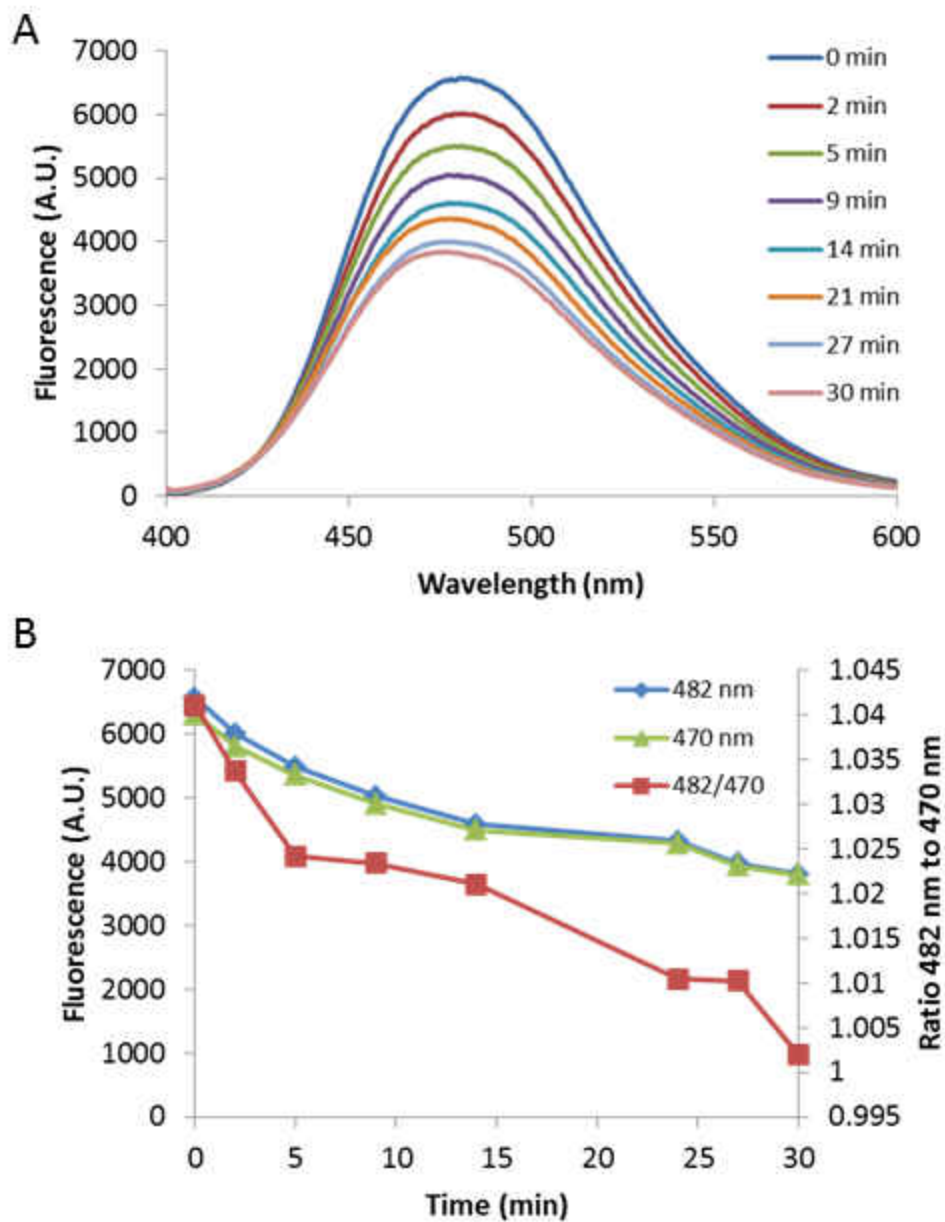 A
7000
6000
5000
4000
3000
2000
1000
0
Fluorescence (A.U.)
400
450
500
550
600
Wavelength (nm)
0 min
2 min
5 min
9 min
14 min
21 min
27 min
30 min
B
7000
6000
5000
4000
3000
2000
1000
0
Fluorescence (A.U.)
482 nm
470 nm
482/470
1.045
1.04
1.035
1.03
1.025
1.02
1.015
1.01
1.005
1
0.995
Ratio 482 nm to 470 nm
0
5
10
15
20
25
30
Time (min)